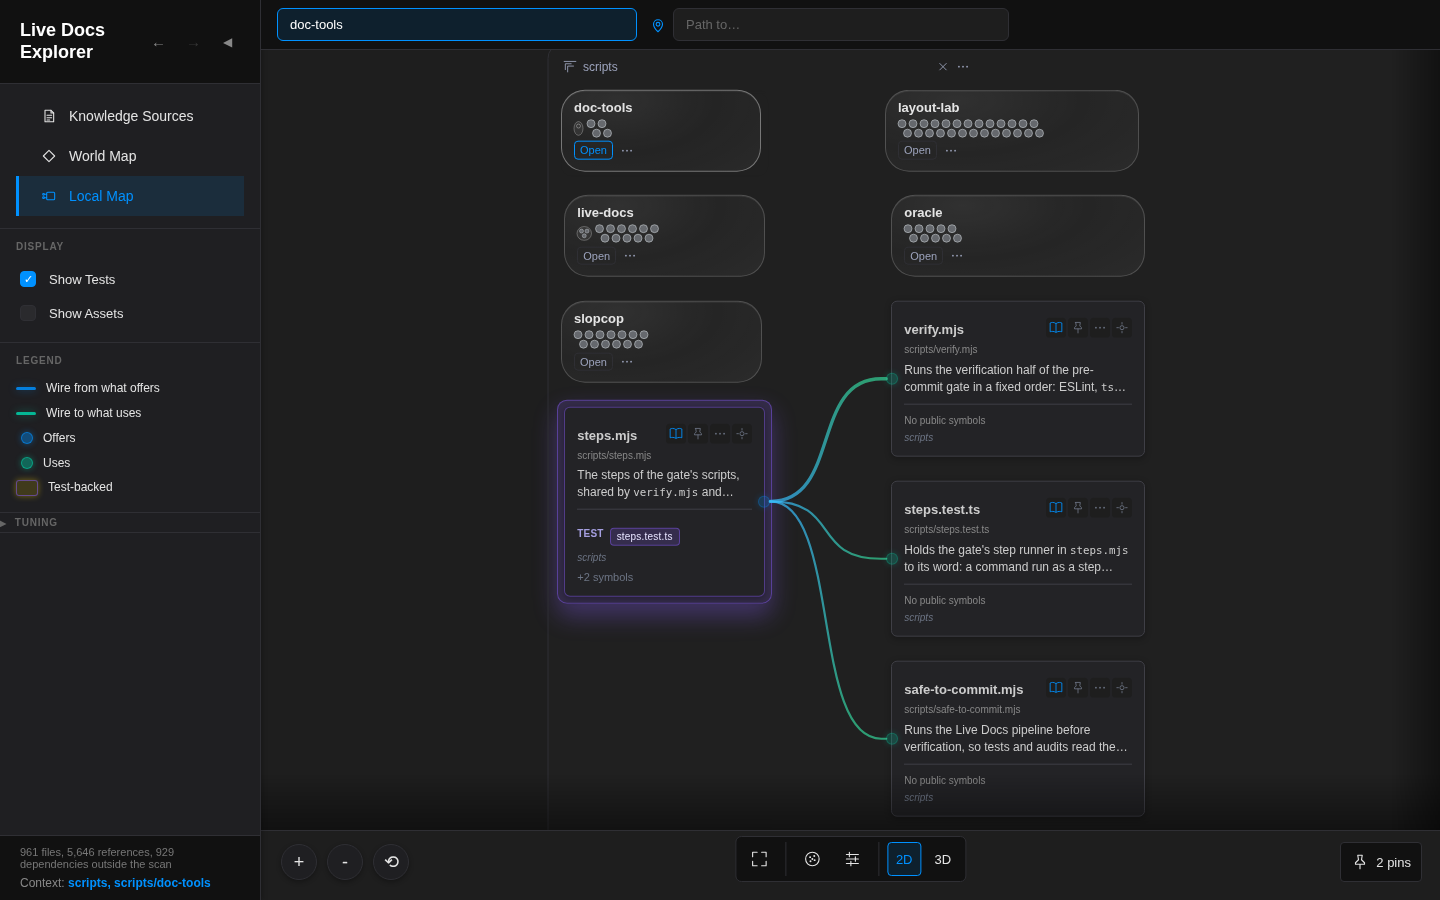 Live Docs
Explorer
← → ◀
doc-tools
Path to…
Knowledge Sources
World Map
Local Map
DISPLAY
Show Tests
Show Assets
LEGEND
Wire from what offers
Wire to what uses
Offers
Uses
Test-backed
TUNING
961 files, 5,646 references, 929
dependencies outside the scan
Context: scripts, scripts/doc-tools
scripts
doc-tools
Open
layout-lab
Open
live-docs
Open
oracle
Open
slopcop
Open
verify.mjs
scripts/verify.mjs
Runs the verification half of the pre-
commit gate in a fixed order: ESLint, ts…
No public symbols
scripts
steps.mjs
scripts/steps.mjs
The steps of the gate's scripts,
shared by verify.mjs and…
TEST steps.test.ts
scripts
+2 symbols
steps.test.ts
scripts/steps.test.ts
Holds the gate's step runner in steps.mjs
to its word: a command run as a step…
No public symbols
scripts
safe-to-commit.mjs
scripts/safe-to-commit.mjs
Runs the Live Docs pipeline before
verification, so tests and audits read the…
No public symbols
scripts
+ - ⟲
2D 3D
2 pins